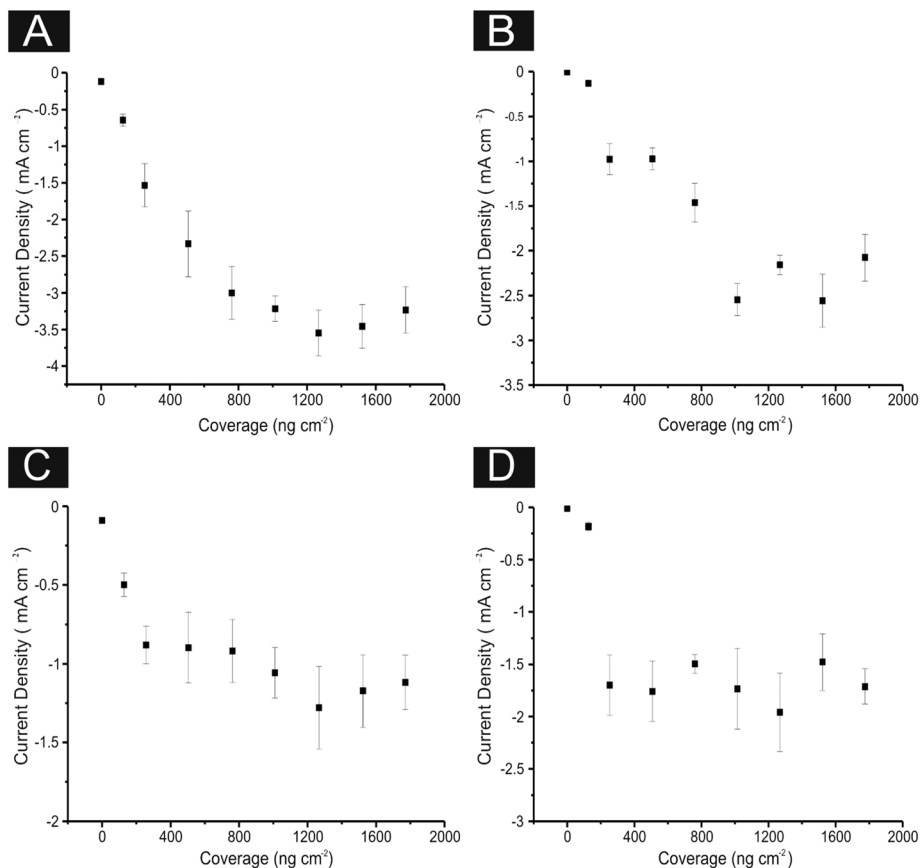 A
0
-0.5
-1
-1.5
-2
-2.5
-3
-3.5
-4
Current Density ( mA cm⁻²)
0 400 800 1200 1600 2000
Coverage (ng cm⁻²)
B
0
-0.5
-1
-1.5
-2
-2.5
-3
-3.5
Current Density ( mA cm⁻²)
0 400 800 1200 1600 2000
Coverage (ng cm⁻²)
C
0
-0.5
-1
-1.5
-2
Current Density ( mA cm⁻²)
0 400 800 1200 1600 2000
Coverage (ng cm⁻²)
D
0
-0.5
-1
-1.5
-2
-2.5
-3
Current Density ( mA cm⁻²)
0 400 800 1200 1600 2000
Coverage (ng cm⁻²)